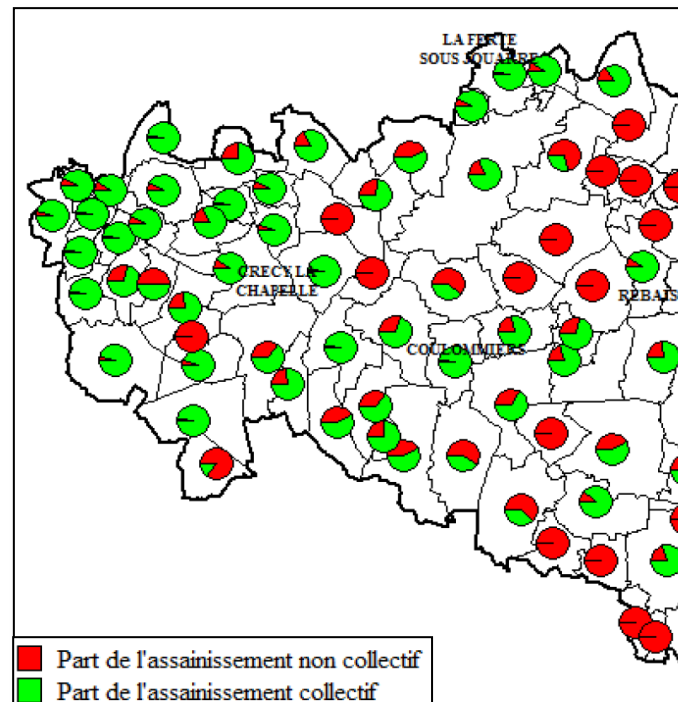 LA FERTE
SOUS JOUARRE
CRECY LA
CHAPELLE
REBAIS
COULOMMIERS
Part de l'assainissement non collectif
Part de l'assainissement collectif